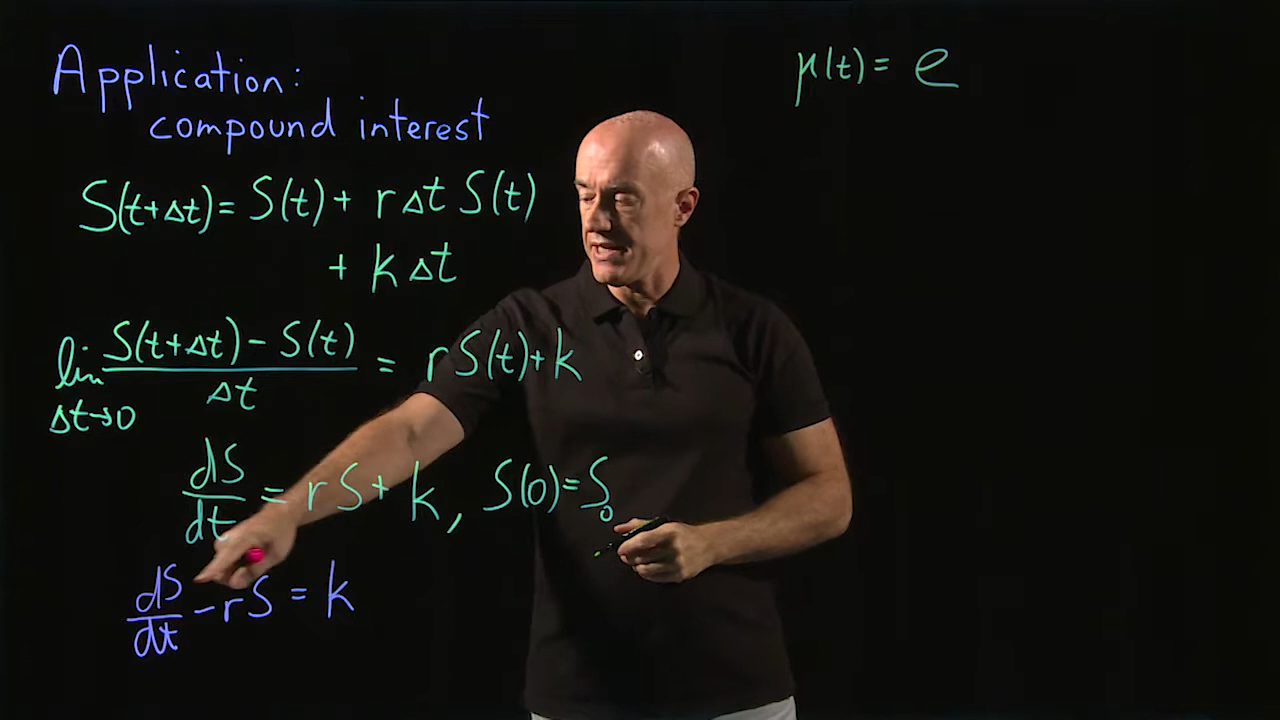 Application:
compound interest
S(t+Δt) = S(t) + rΔt S(t)
+ kΔt
lim Δt→0 (S(t+Δt) − S(t))/Δt = rS(t)+k
dS/dt = rS + k, S(0) = S₀
dS/dt − rS = k
μ(t) = e